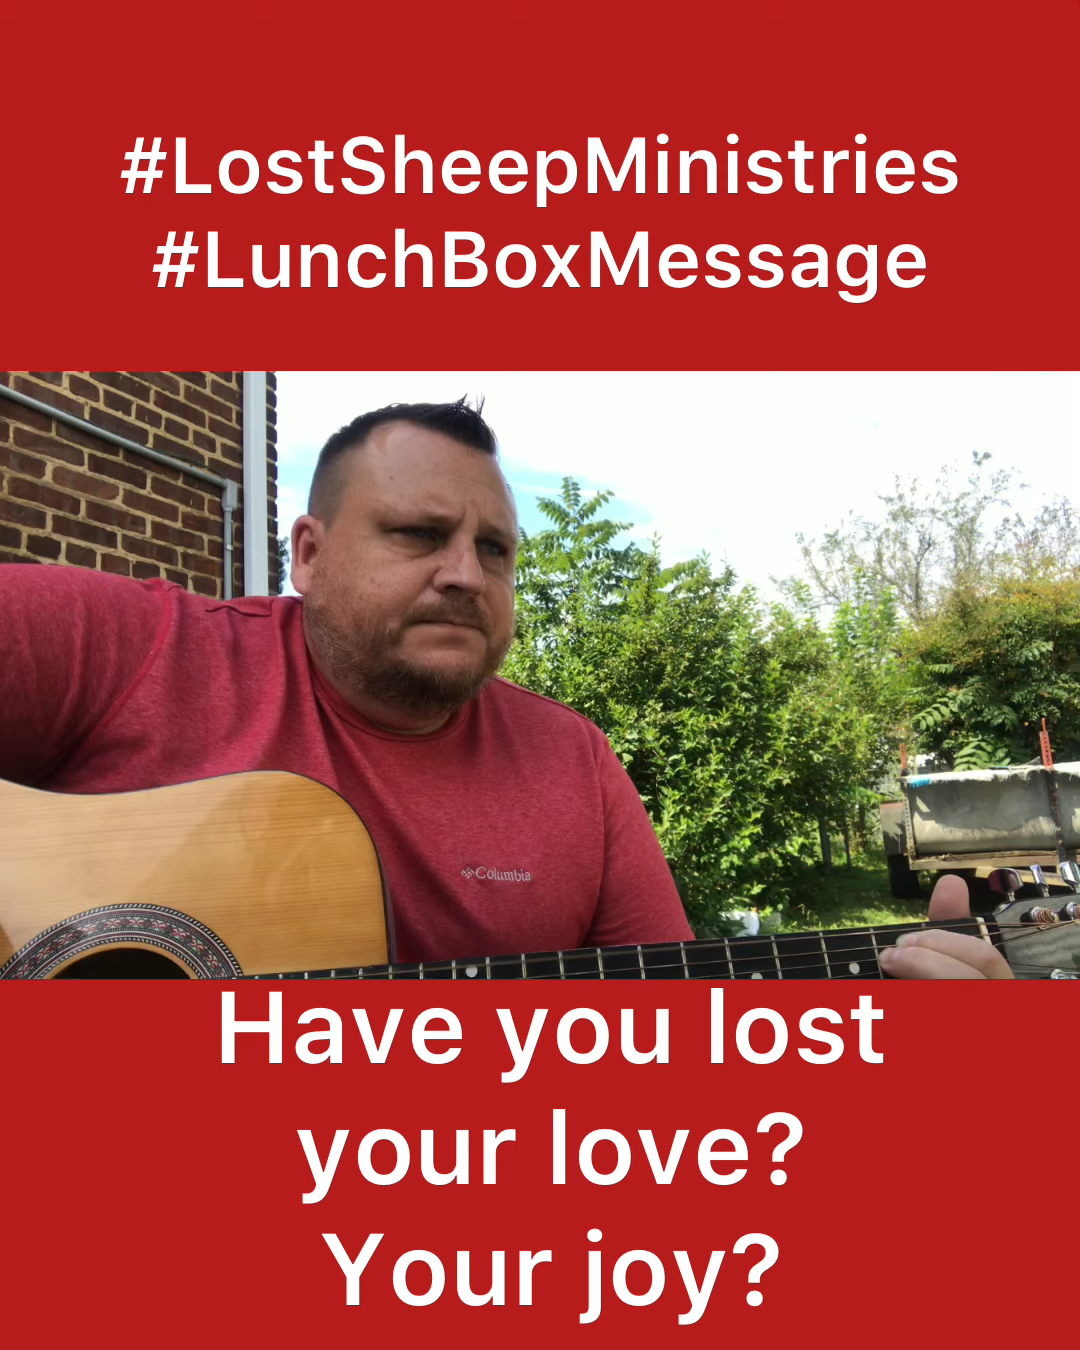 #LostSheepMinistries
#LunchBoxMessage
Columbia
Have you lost
your love?
Your joy?